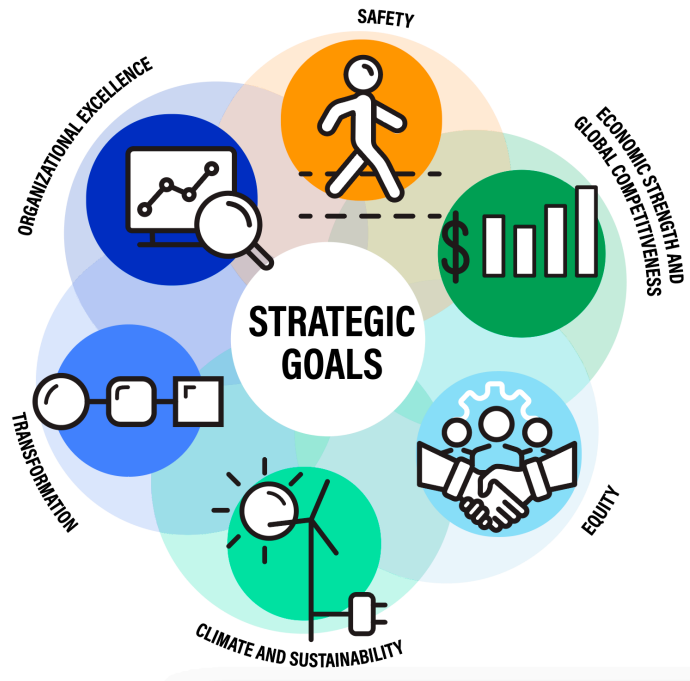 SAFETY
ECONOMIC STRENGTH AND
GLOBAL COMPETITIVENESS
EQUITY
CLIMATE AND SUSTAINABILITY
TRANSFORMATION
ORGANIZATIONAL EXCELLENCE
STRATEGIC
GOALS
$